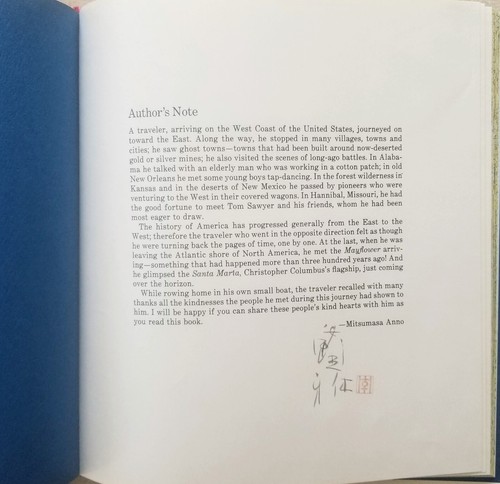 Author's Note
A traveler, arriving on the West Coast of the United States, journeyed on
toward the East. Along the way, he stopped in many villages, towns and
cities; he saw ghost towns—towns that had been built around now-deserted
gold or silver mines; he also visited the scenes of long-ago battles. In Alaba-
ma he talked with an elderly man who was working in a cotton patch; in old
New Orleans he met some young boys tap-dancing. In the forest wilderness in
Kansas and in the deserts of New Mexico he passed by pioneers who were
venturing to the West in their covered wagons. In Hannibal, Missouri, he had
the good fortune to meet Tom Sawyer and his friends, whom he had been
most eager to draw.
The history of America has progressed generally from the East to the
West; therefore the traveler who went in the opposite direction felt as though
he were turning back the pages of time, one by one. At the last, when he was
leaving the Atlantic shore of North America, he met the Mayflower arriv-
ing—something that had happened more than three hundred years ago! And
he glimpsed the Santa Marta, Christopher Columbus's flagship, just coming
over the horizon.
While rowing home in his own small boat, the traveler recalled with many
thanks all the kindnesses the people he met during this journey had shown to
him. I will be happy if you can share these people's kind hearts with him as
you read this book.
—Mitsumasa Anno
安
野
光
雅